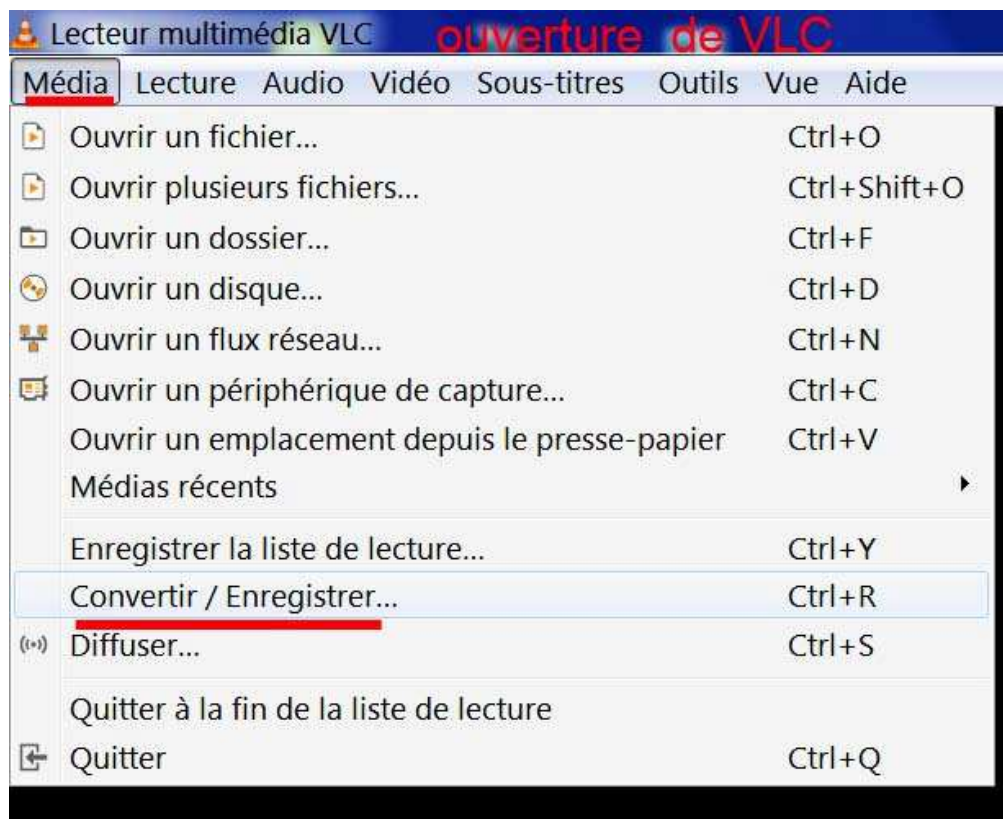 Lecteur multimédia VLC ouverture de VLC
Média Lecture Audio Vidéo Sous-titres Outils Vue Aide
Ouvrir un fichier... Ctrl+O
Ouvrir plusieurs fichiers... Ctrl+Shift+O
Ouvrir un dossier... Ctrl+F
Ouvrir un disque... Ctrl+D
Ouvrir un flux réseau... Ctrl+N
Ouvrir un périphérique de capture... Ctrl+C
Ouvrir un emplacement depuis le presse-papier Ctrl+V
Médias récents
Enregistrer la liste de lecture... Ctrl+Y
Convertir / Enregistrer... Ctrl+R
Diffuser... Ctrl+S
Quitter à la fin de la liste de lecture
Quitter Ctrl+Q